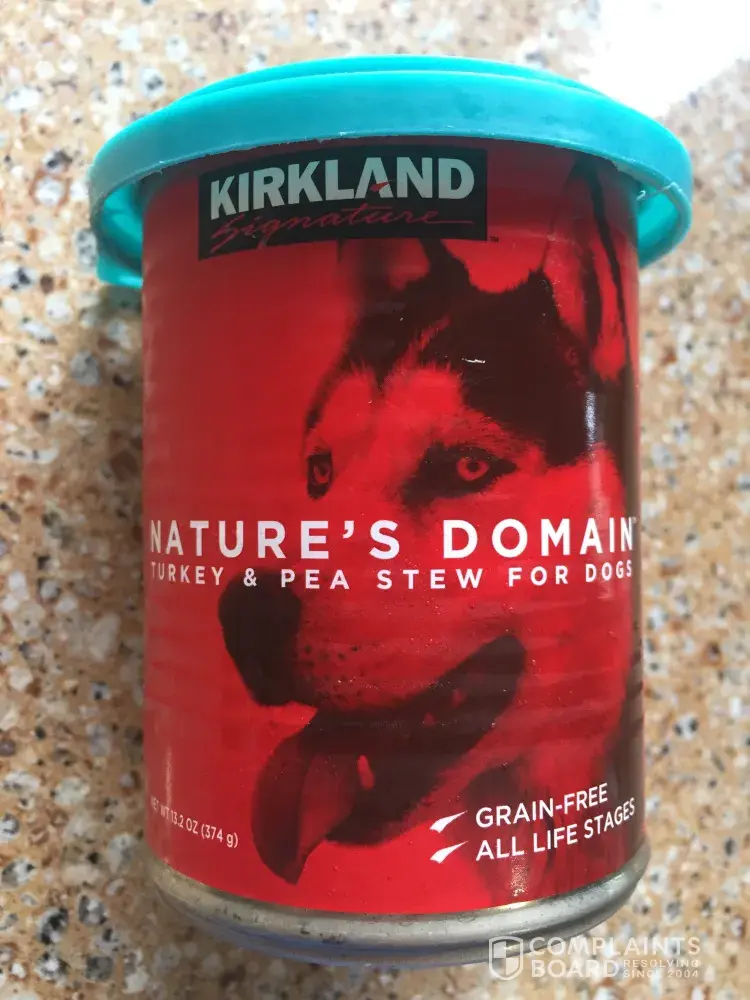 KIRKLAND
Signature
NATURE'S DOMAIN™
TURKEY & PEA STEW FOR DOGS
NET WT 13.2 OZ (374 g)
GRAIN-FREE
ALL LIFE STAGES
COMPLAINTS
BOARD RESOLVING
SINCE 2004